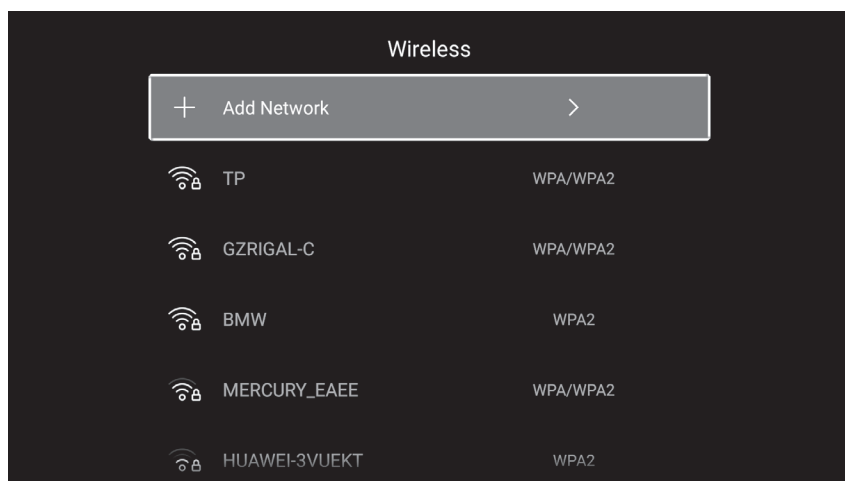 Wireless
Add Network
TP WPA/WPA2
GZRIGAL-C WPA/WPA2
BMW WPA2
MERCURY_EAEE WPA/WPA2
HUAWEI-3VUEKT WPA2